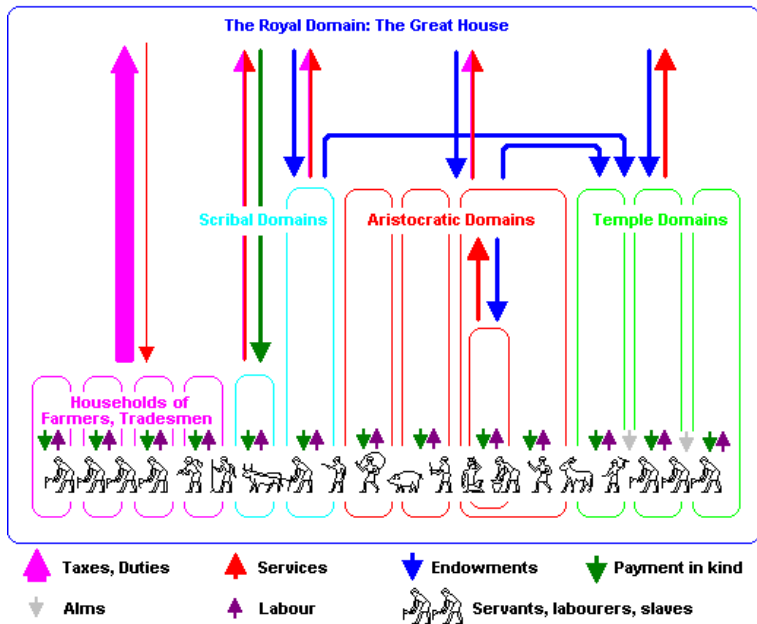 The Royal Domain: The Great House
Scribal Domains
Aristocratic Domains
Temple Domains
Households of
Farmers, Tradesmen
Taxes, Duties
Services
Endowments
Payment in kind
Alms
Labour
Servants, labourers, slaves